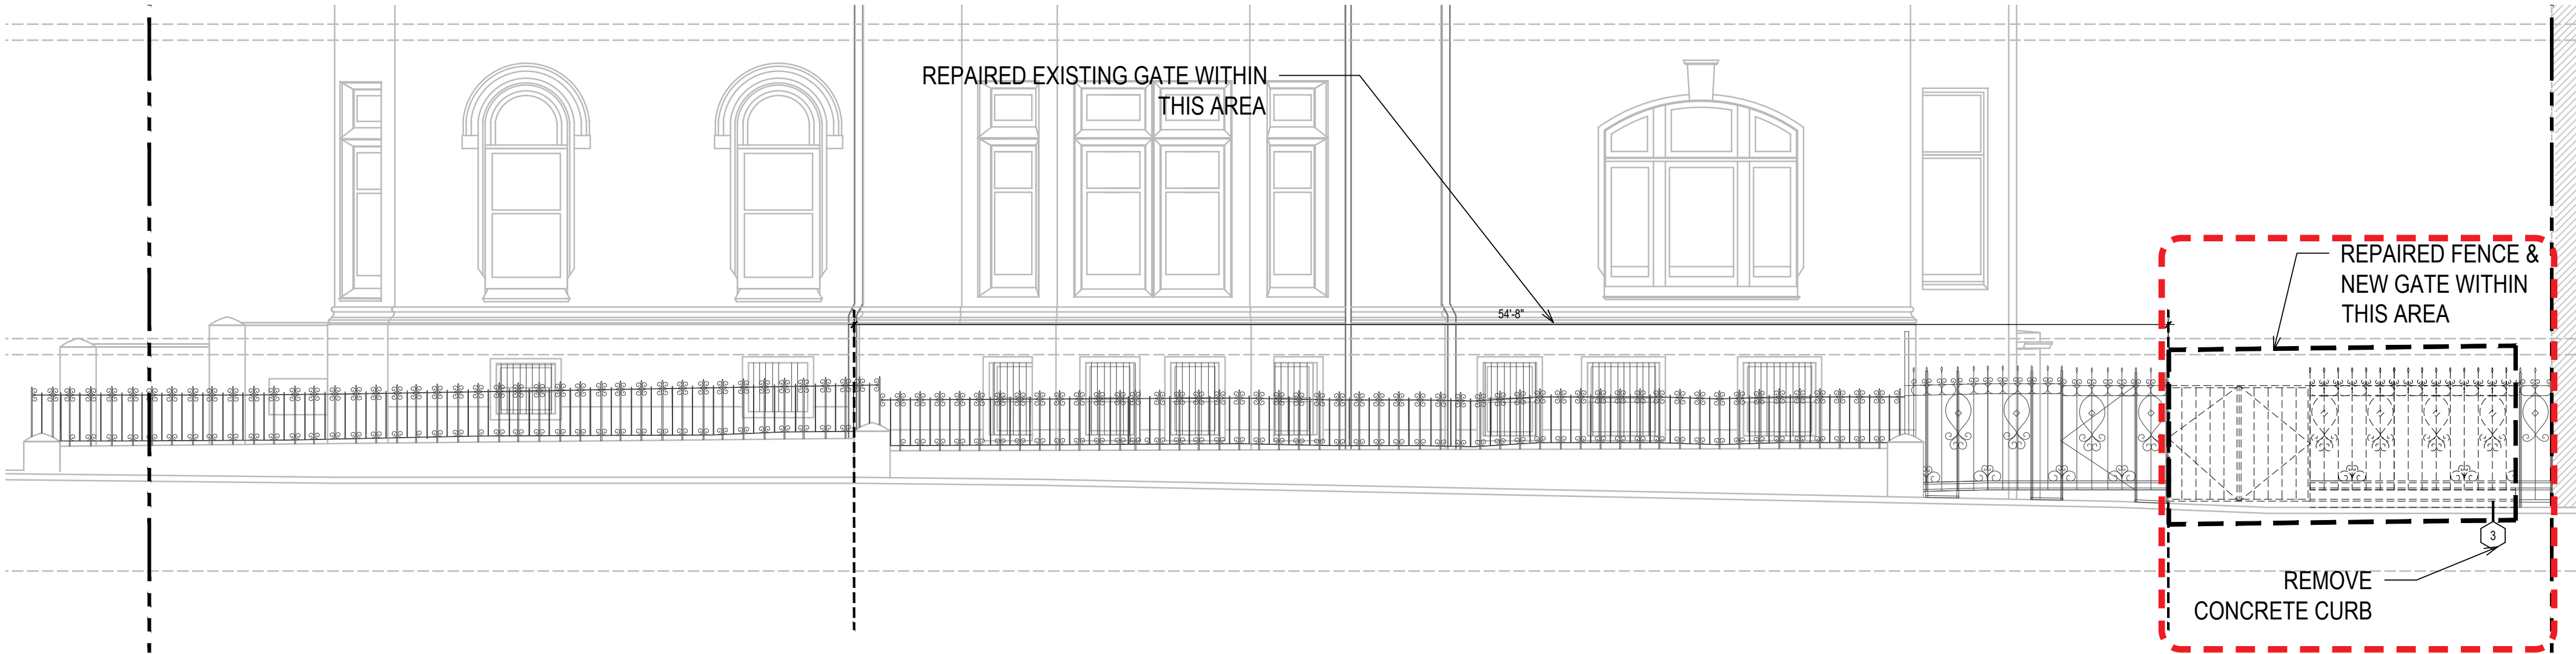 REPAIRED EXISTING GATE WITHIN
THIS AREA
54'-8"
REPAIRED FENCE &
NEW GATE WITHIN
THIS AREA
3
REMOVE
CONCRETE CURB